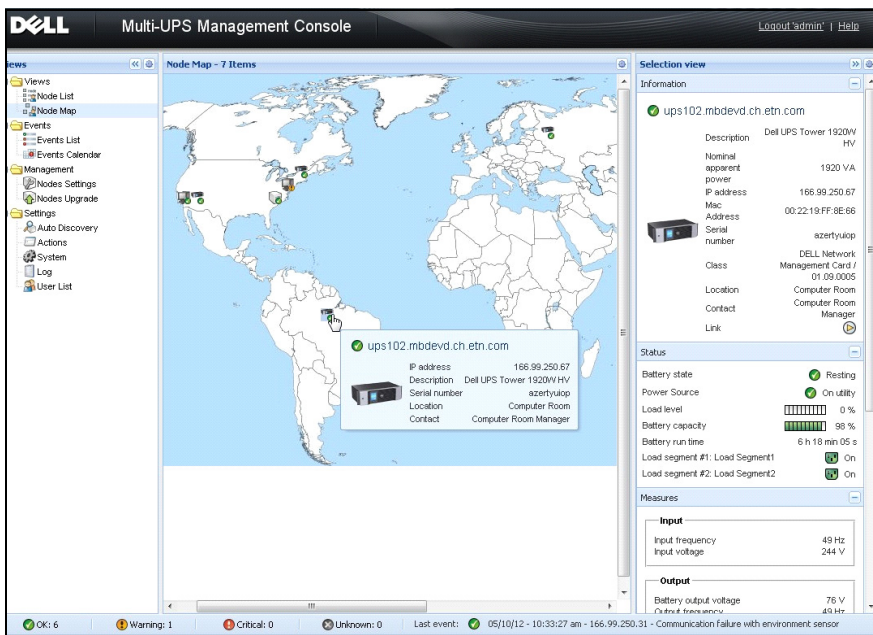 DELL Multi-UPS Management Console Logout 'admin' | Help
iews
Views
Node List
Node Map
Events
Events List
Events Calendar
Management
Nodes Settings
Nodes Upgrade
Settings
Auto Discovery
Actions
System
Log
User List
Node Map - 7 Items
ups102.mbdevd.ch.etn.com
IP address 166.99.250.67
Description Dell UPS Tower 1920W HV
Serial number azertyuiop
Location Computer Room
Contact Computer Room Manager
Selection view
Information
ups102.mbdevd.ch.etn.com
Description Dell UPS Tower 1920W
HV
Nominal
apparent 1920 VA
power
IP address 166.99.250.67
Mac
Address 00:22:19:FF:8E:66
Serial
number azertyuiop
DELL Network
Class Management Card /
01.09.0005
Location Computer Room
Contact Computer Room
Manager
Link
Status
Battery state Resting
Power Source On utility
Load level 0 %
Battery capacity 98 %
Battery run time 6 h 18 min 05 s
Load segment #1: Load Segment1 On
Load segment #2: Load Segment2 On
Measures
Input
Input frequency 49 Hz
Input voltage 244 V
Output
Battery output voltage 76 V
Output frequency 49 Hz
OK: 6 Warning: 1 Critical: 0 Unknown: 0 Last event: 05/10/12 - 10:33:27 am - 166.99.250.31 - Communication failure with environment sensor